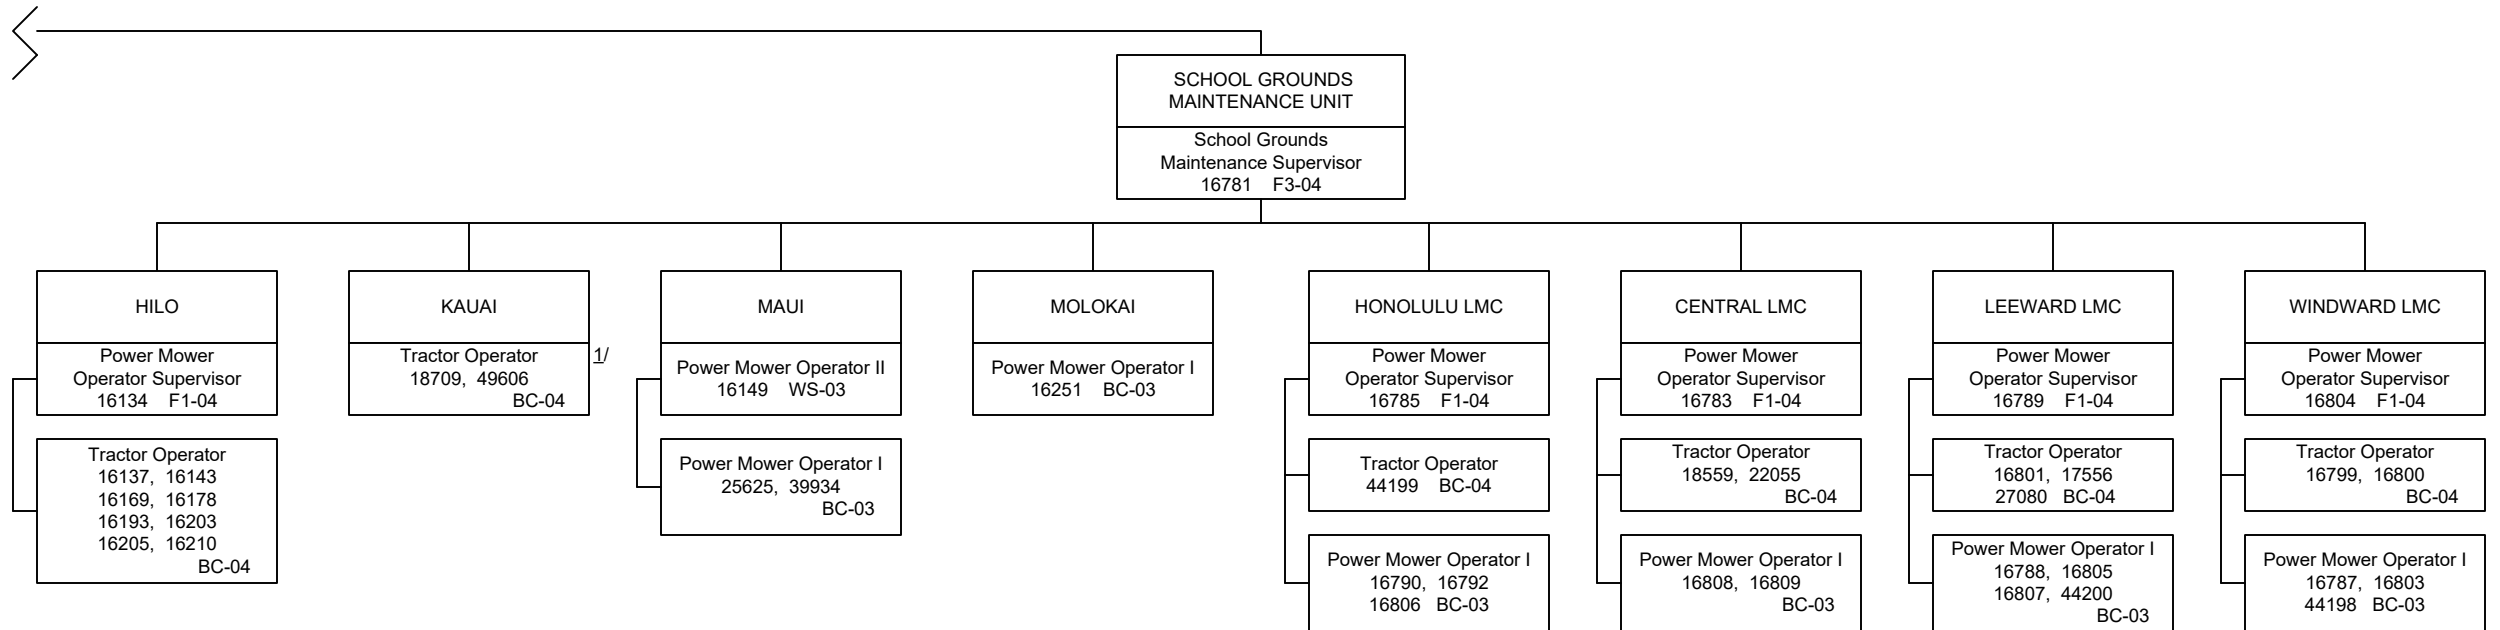 SCHOOL GROUNDS
MAINTENANCE UNIT
School Grounds
Maintenance Supervisor
16781 F3-04
HILO
Power Mower
Operator Supervisor
16134 F1-04
Tractor Operator
16137, 16143
16169, 16178
16193, 16203
16205, 16210
BC-04
KAUAI
Tractor Operator
18709, 49606
BC-04
1/
MAUI
Power Mower Operator II
16149 WS-03
Power Mower Operator I
25625, 39934
BC-03
MOLOKAI
Power Mower Operator I
16251 BC-03
HONOLULU LMC
Power Mower
Operator Supervisor
16785 F1-04
Tractor Operator
44199 BC-04
Power Mower Operator I
16790, 16792
16806 BC-03
CENTRAL LMC
Power Mower
Operator Supervisor
16783 F1-04
Tractor Operator
18559, 22055
BC-04
Power Mower Operator I
16808, 16809
BC-03
LEEWARD LMC
Power Mower
Operator Supervisor
16789 F1-04
Tractor Operator
16801, 17556
27080 BC-04
Power Mower Operator I
16788, 16805
16807, 44200
BC-03
WINDWARD LMC
Power Mower
Operator Supervisor
16804 F1-04
Tractor Operator
16799, 16800
BC-04
Power Mower Operator I
16787, 16803
44198 BC-03